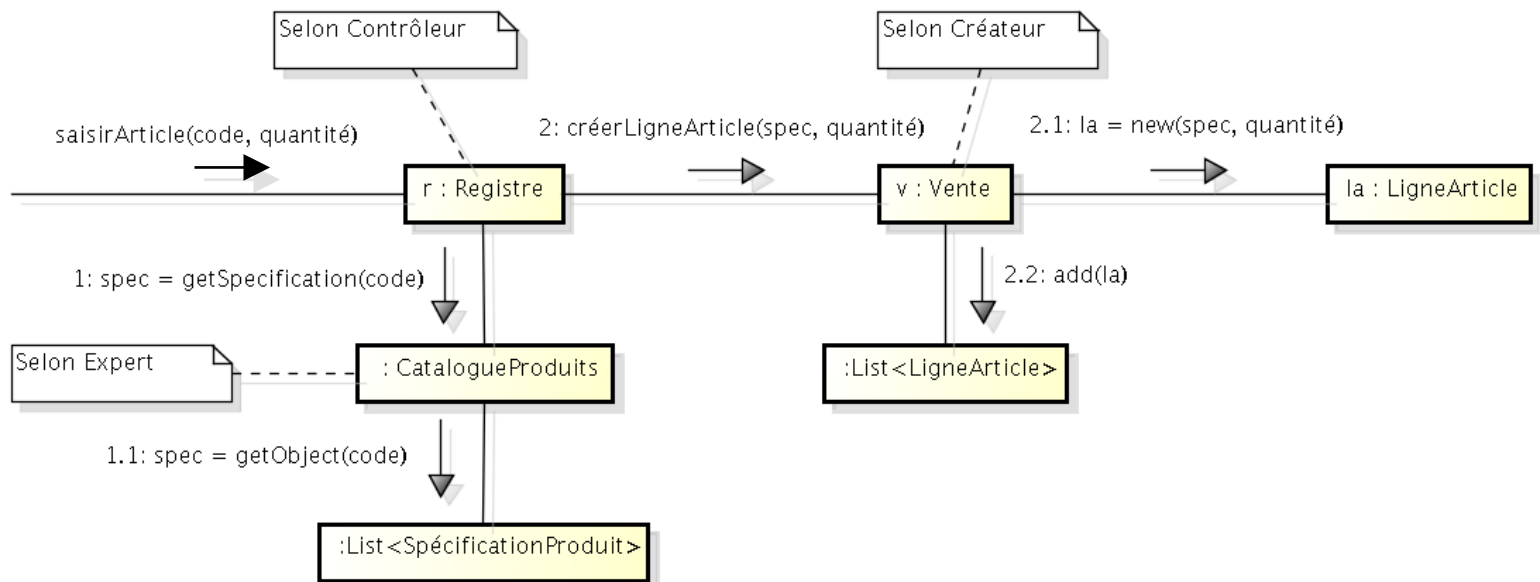 Selon Contrôleur
Selon Créateur
saisirArticle(code, quantité)
2: créerLigneArticle(spec, quantité)
2.1: la = new(spec, quantité)
r : Registre
v : Vente
la : LigneArticle
1: spec = getSpecification(code)
2.2: add(la)
Selon Expert
: CatalogueProduits
:List<LigneArticle>
1.1: spec = getObject(code)
:List<SpécificationProduit>